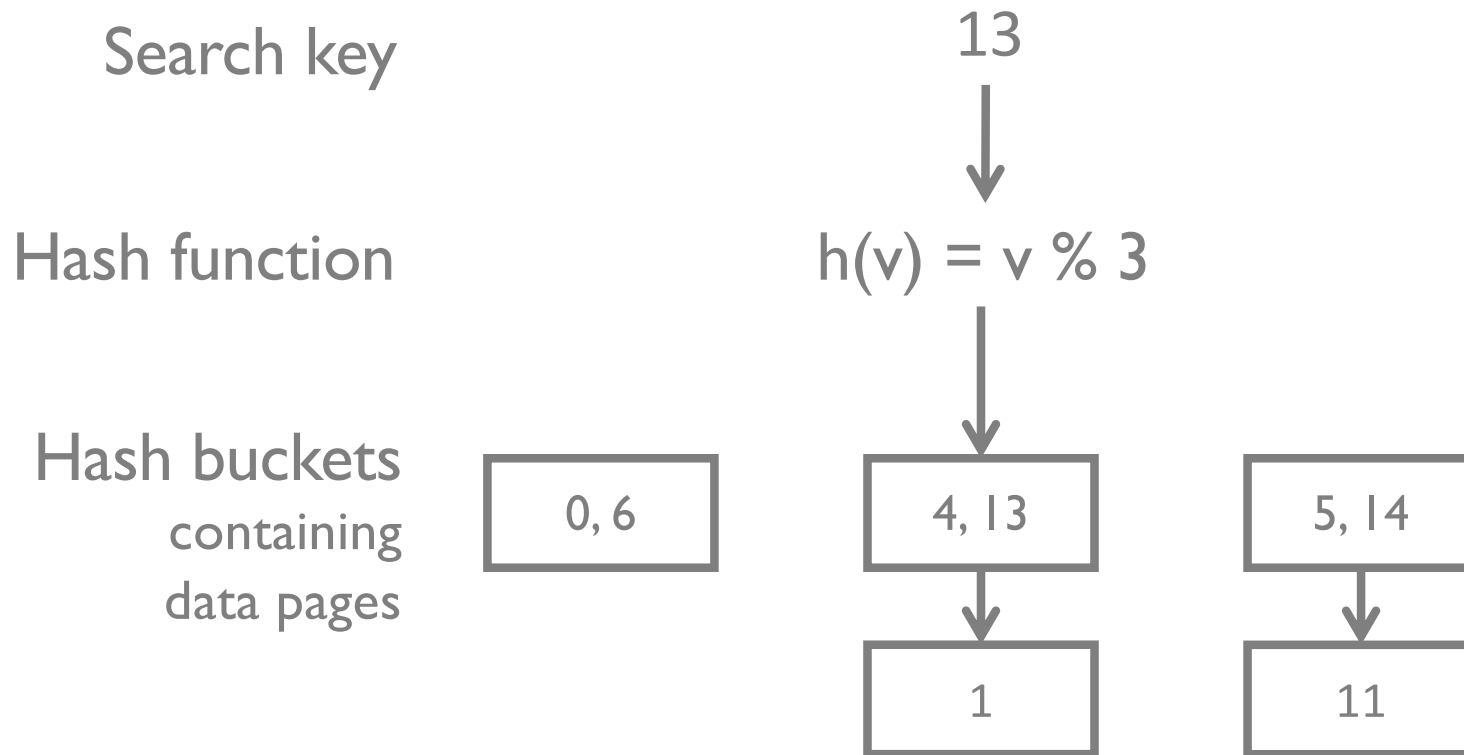 Search key 13
Hash function h(v) = v % 3
Hash buckets
containing
data pages
0, 6 4, 13 5, 14
1 11